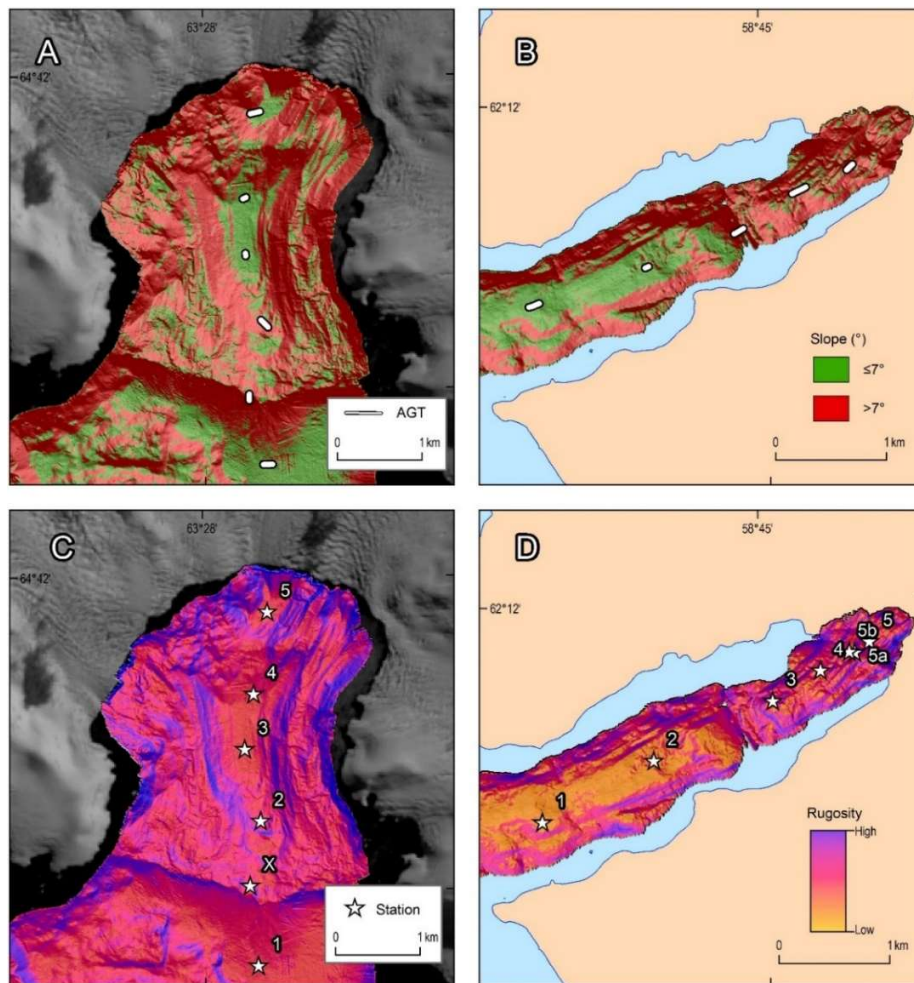 A
63°28'
64°42'
AGT
0 1 km
B
58°45'
62°12'
Slope (°)
≤7°
>7°
0 1 km
C
63°28'
64°42'
5
4
3
2
X
1
Station
0 1 km
D
58°45'
62°12'
5
5b
4
5a
3
2
1
Rugosity
High
Low
0 1 km